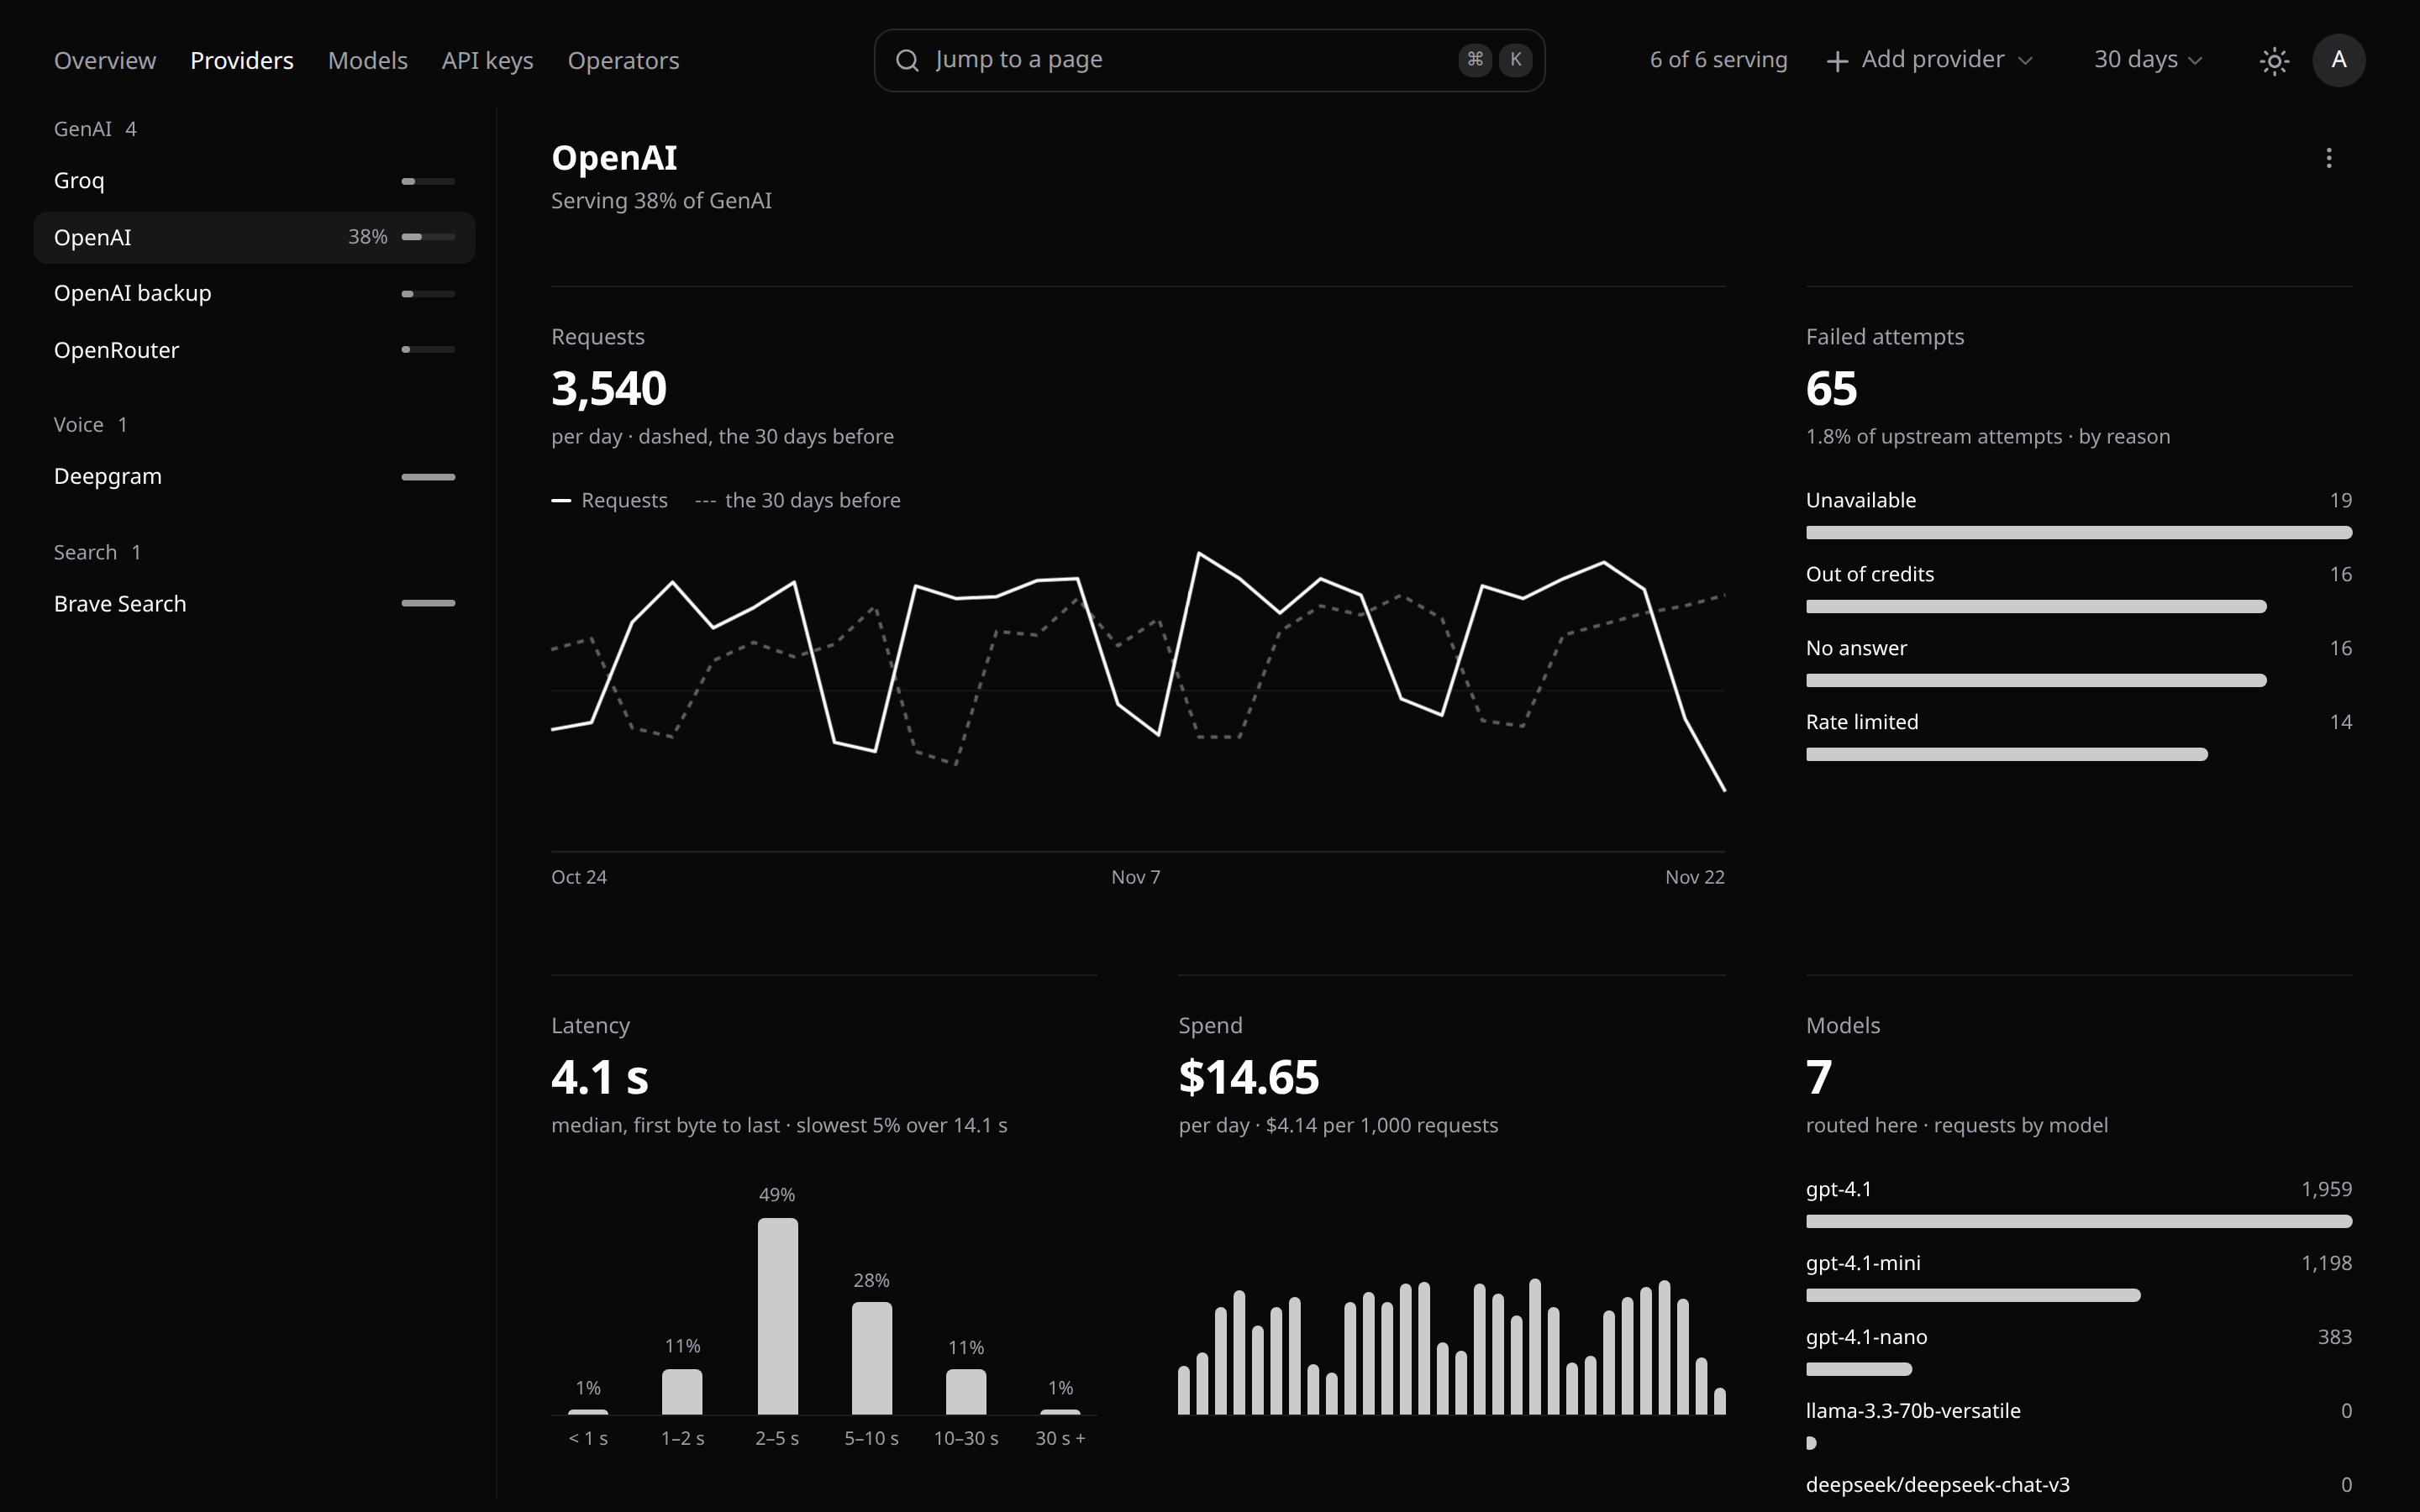 Overview Providers Models API keys Operators
Jump to a page ⌘ K
6 of 6 serving + Add provider 30 days A
GenAI 4
Groq
OpenAI 38%
OpenAI backup
OpenRouter
Voice 1
Deepgram
Search 1
Brave Search
OpenAI
Serving 38% of GenAI
Requests
3,540
per day · dashed, the 30 days before
Requests --- the 30 days before
Oct 24 Nov 7 Nov 22
Failed attempts
65
1.8% of upstream attempts · by reason
Unavailable 19
Out of credits 16
No answer 16
Rate limited 14
Latency
4.1 s
median, first byte to last · slowest 5% over 14.1 s
1% 11% 49% 28% 11% 1%
< 1 s 1–2 s 2–5 s 5–10 s 10–30 s 30 s +
Spend
$14.65
per day · $4.14 per 1,000 requests
Models
7
routed here · requests by model
gpt-4.1 1,959
gpt-4.1-mini 1,198
gpt-4.1-nano 383
llama-3.3-70b-versatile 0
deepseek/deepseek-chat-v3 0